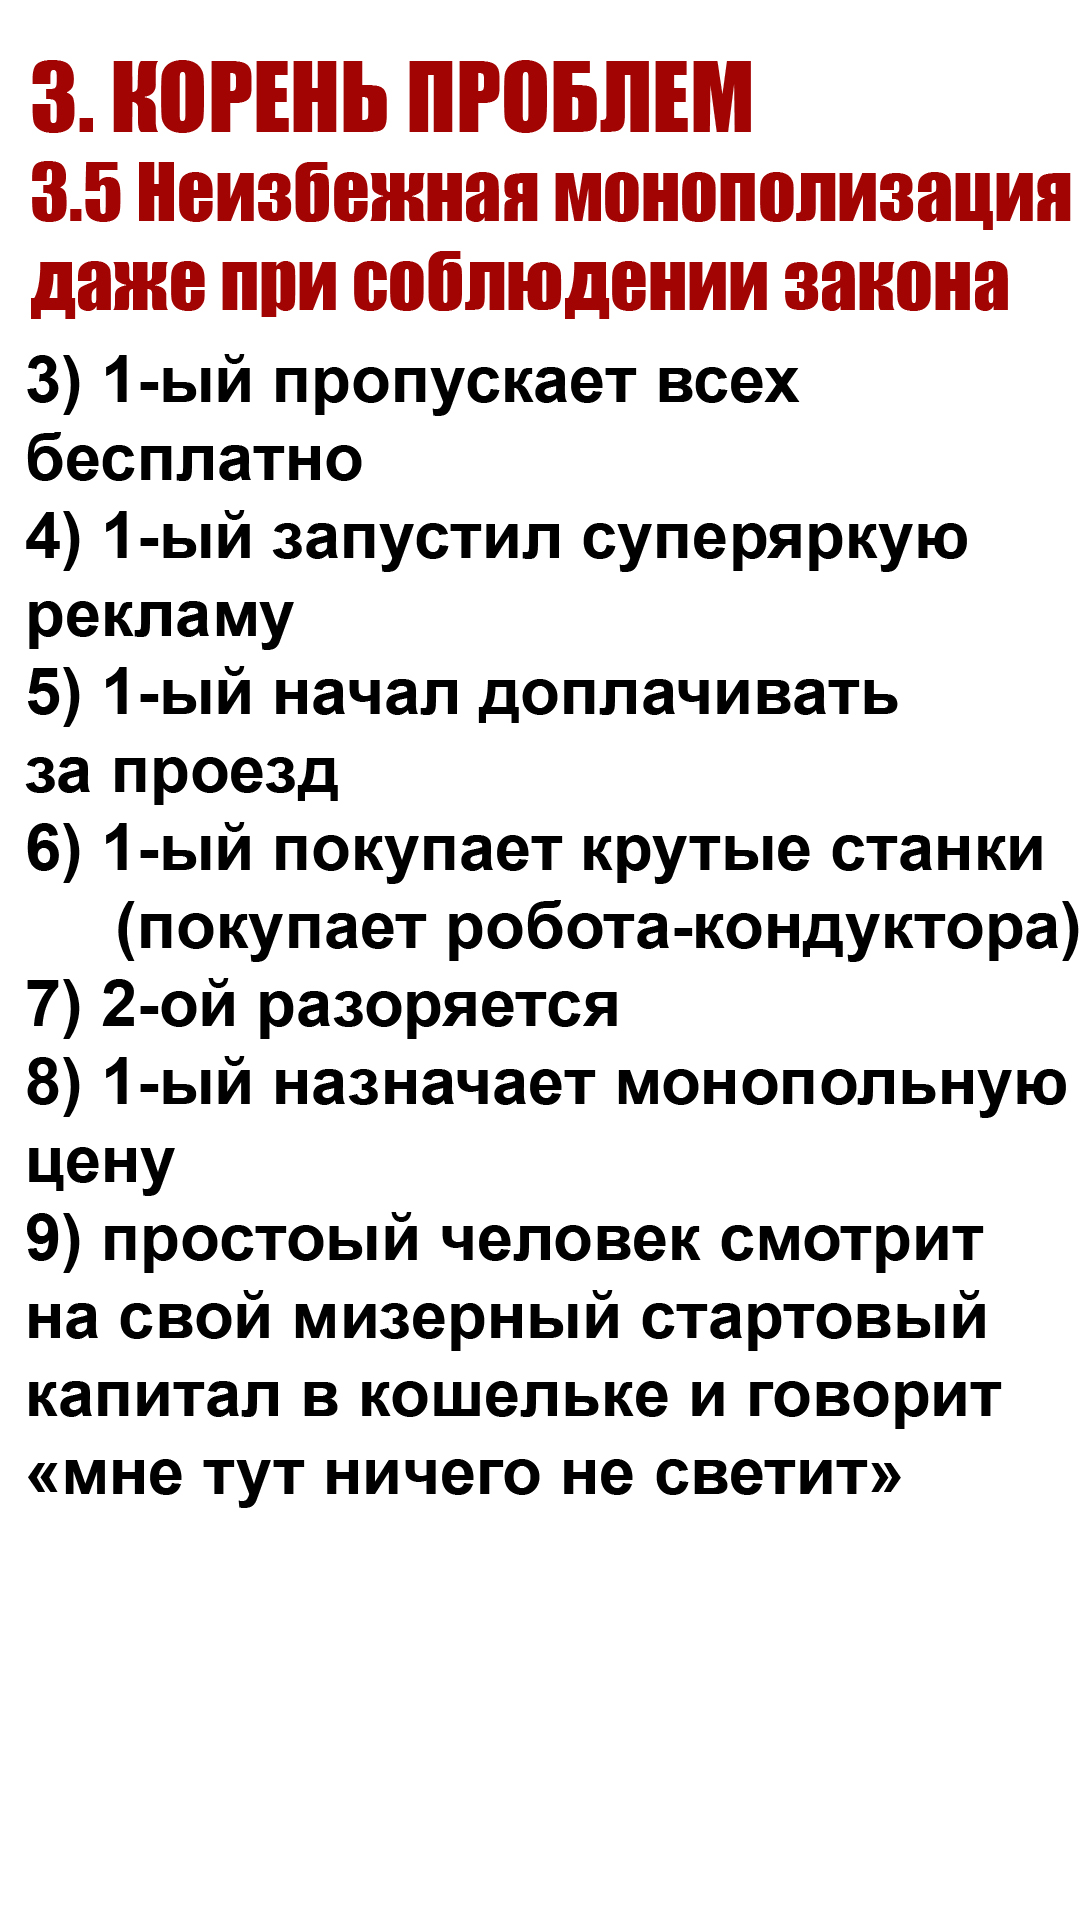 3. КОРЕНЬ ПРОБЛЕМ
3.5 Неизбежная монополизация
даже при соблюдении закона
3) 1-ый пропускает всех
бесплатно
4) 1-ый запустил суперяркую
рекламу
5) 1-ый начал доплачивать
за проезд
6) 1-ый покупает крутые станки
(покупает робота-кондуктора)
7) 2-ой разоряется
8) 1-ый назначает монопольную
цену
9) простоый человек смотрит
на свой мизерный стартовый
капитал в кошельке и говорит
«мне тут ничего не светит»